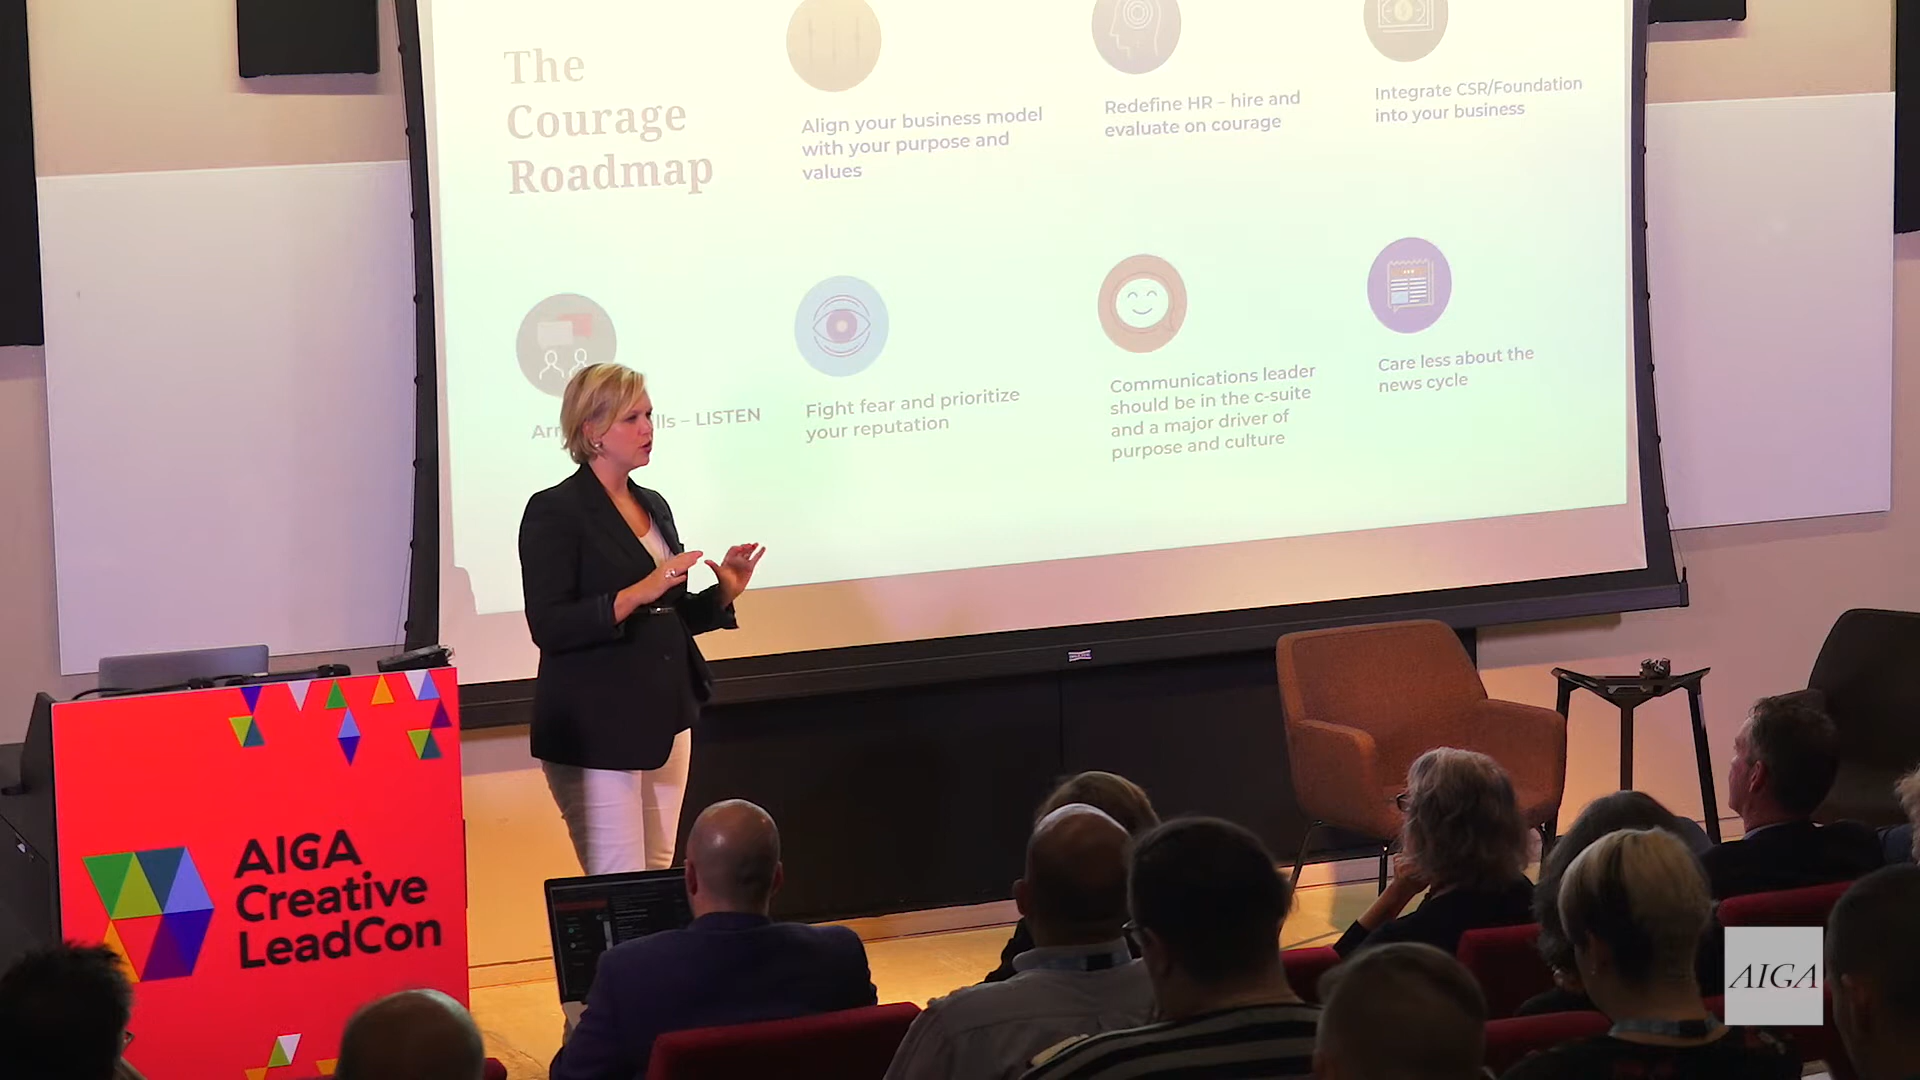 The
Courage
Roadmap
Align your business model
with your purpose and
values
Redefine HR – hire and
evaluate on courage
Integrate CSR/Foundation
into your business
lls – LISTEN
Fight fear and prioritize
your reputation
Communications leader
should be in the c-suite
and a major driver of
purpose and culture
Care less about the
news cycle
AIGA
Creative
LeadCon
AIGA